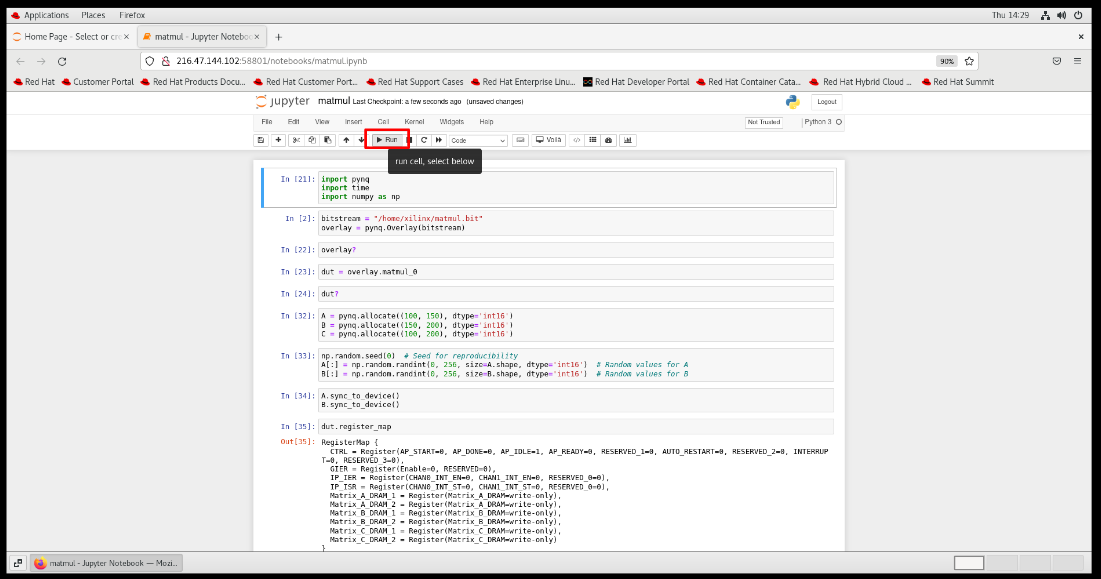 Applications Places Firefox Thu 14:29
Home Page - Select or cre matmul - Jupyter Notebook
216.47.144.102:58801/notebooks/matmul.ipynb 90%
Red Hat Customer Portal Red Hat Products Docu... Red Hat Customer Port... Red Hat Support Cases Red Hat Enterprise Linu... Red Hat Developer Portal Red Hat Container Cata... Red Hat Hybrid Cloud ... Red Hat Summit
jupyter matmul Last Checkpoint: a few seconds ago (unsaved changes) Logout
File Edit View Insert Cell Kernel Widgets Help Not Trusted Python 3
Run Code Voilà
run cell, select below
In [21]: import pynq
import time
import numpy as np
In [2]: bitstream = "/home/xilinx/matmul.bit"
overlay = pynq.Overlay(bitstream)
In [22]: overlay?
In [23]: dut = overlay.matmul_0
In [24]: dut?
In [32]: A = pynq.allocate((100, 150), dtype='int16')
B = pynq.allocate((150, 200), dtype='int16')
C = pynq.allocate((100, 200), dtype='int16')
In [33]: np.random.seed(0) # Seed for reproducibility
A[:] = np.random.randint(0, 256, size=A.shape, dtype='int16') # Random values for A
B[:] = np.random.randint(0, 256, size=B.shape, dtype='int16') # Random values for B
In [34]: A.sync_to_device()
B.sync_to_device()
In [35]: dut.register_map
Out[35]: RegisterMap {
CTRL = Register(AP_START=0, AP_DONE=0, AP_IDLE=1, AP_READY=0, RESERVED_1=0, AUTO_RESTART=0, RESERVED_2=0, INTERRUP
T=0, RESERVED_3=0),
GIER = Register(Enable=0, RESERVED=0),
IP_IER = Register(CHAN0_INT_EN=0, CHAN1_INT_EN=0, RESERVED_0=0),
IP_ISR = Register(CHAN0_INT_ST=0, CHAN1_INT_ST=0, RESERVED_0=0),
Matrix_A_DRAM_1 = Register(Matrix_A_DRAM=write-only),
Matrix_A_DRAM_2 = Register(Matrix_A_DRAM=write-only),
Matrix_B_DRAM_1 = Register(Matrix_B_DRAM=write-only),
Matrix_B_DRAM_2 = Register(Matrix_B_DRAM=write-only),
Matrix_C_DRAM_1 = Register(Matrix_C_DRAM=write-only),
Matrix_C_DRAM_2 = Register(Matrix_C_DRAM=write-only)
}
matmul - Jupyter Notebook — Mozi...